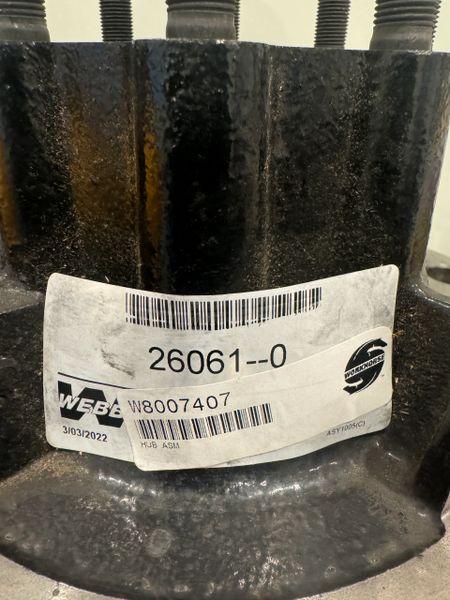 26061--0
WEBB
W8007407
WORKHORSE
3/03/2022
HUB ASM
ASY1005(C)